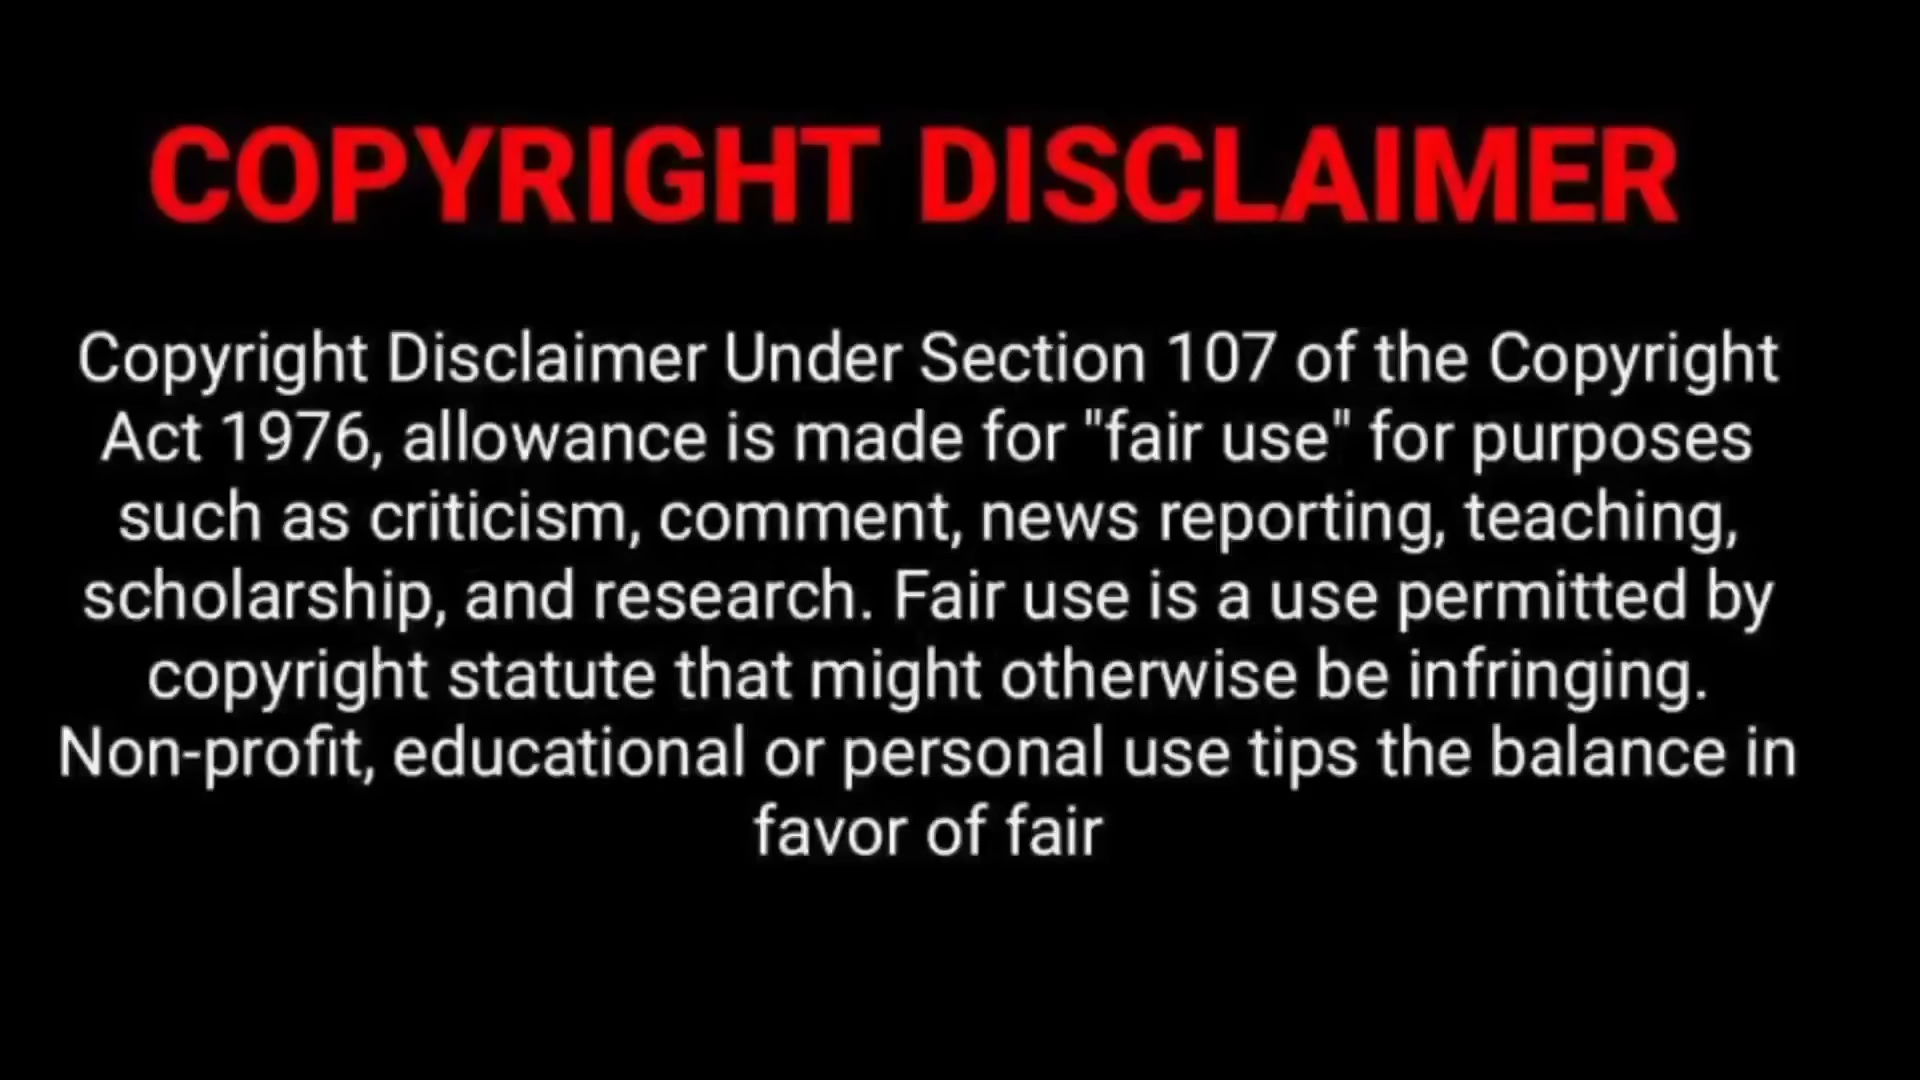 COPYRIGHT DISCLAIMER
Copyright Disclaimer Under Section 107 of the Copyright
Act 1976, allowance is made for "fair use" for purposes
such as criticism, comment, news reporting, teaching,
scholarship, and research. Fair use is a use permitted by
copyright statute that might otherwise be infringing.
Non-profit, educational or personal use tips the balance in
favor of fair